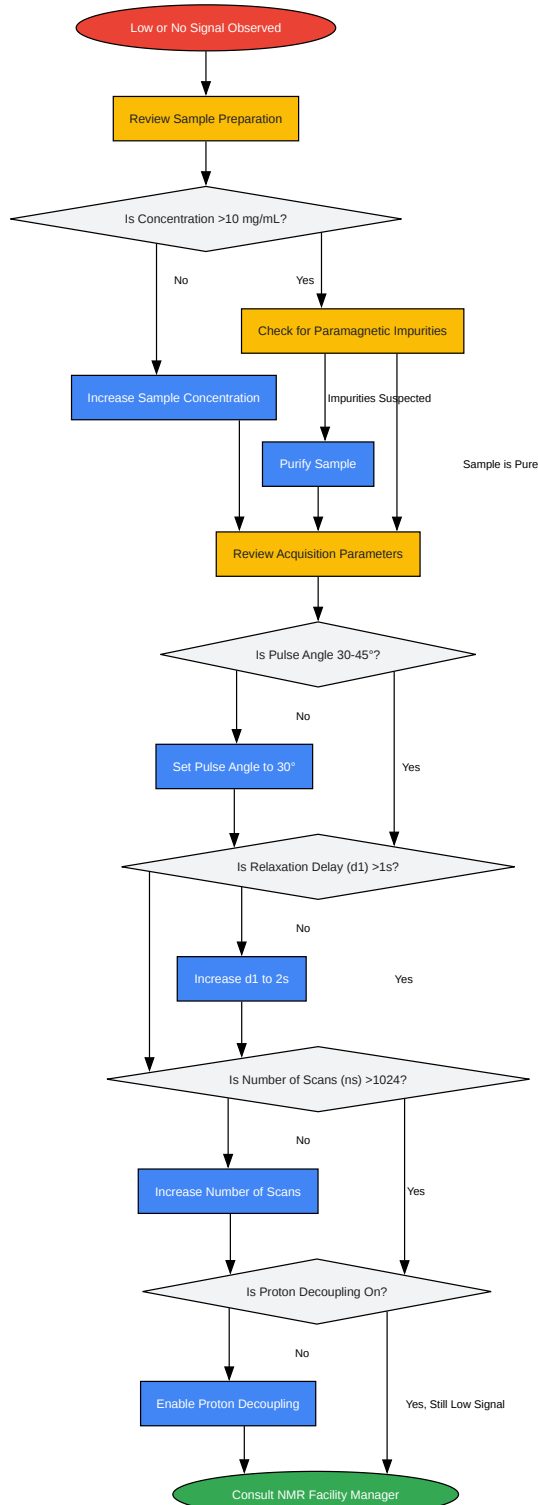 Low or No Signal Observed
Review Sample Preparation
Is Concentration >10 mg/mL?
No
Yes
Check for Paramagnetic Impurities
Increase Sample Concentration
Impurities Suspected
Purify Sample
Sample is Pure
Review Acquisition Parameters
Is Pulse Angle 30-45°?
No
Set Pulse Angle to 30°
Yes
Is Relaxation Delay (d1) >1s?
No
Increase d1 to 2s
Yes
Is Number of Scans (ns) >1024?
No
Increase Number of Scans
Yes
Is Proton Decoupling On?
No
Enable Proton Decoupling
Yes, Still Low Signal
Consult NMR Facility Manager